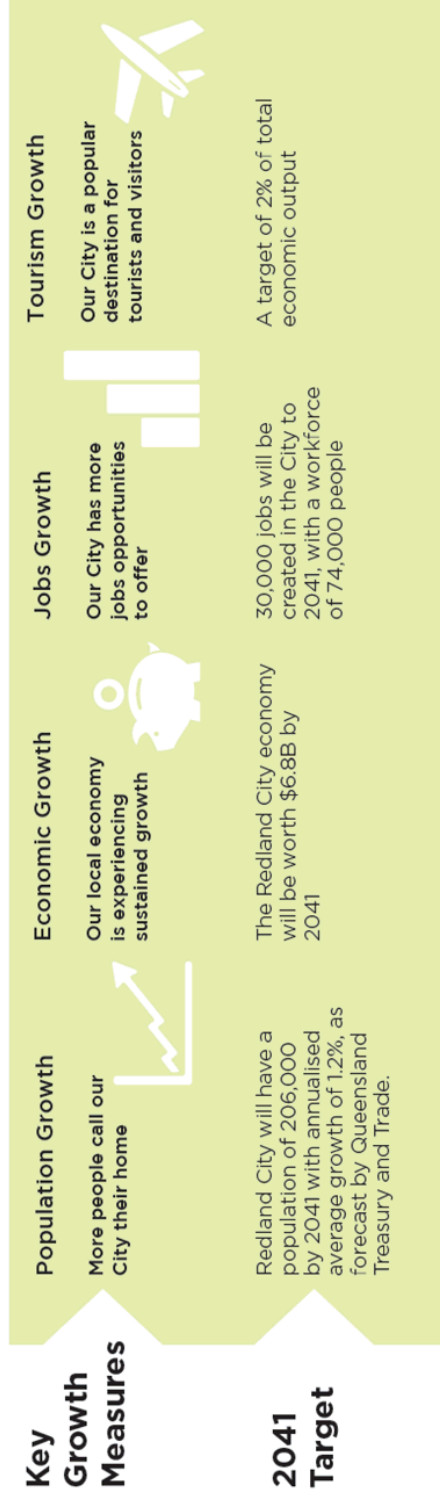 Key
Growth
Measures
Population Growth
More people call our
City their home
Economic Growth
Our local economy
is experiencing
sustained growth
Jobs Growth
Our City has more
jobs opportunities
to offer
Tourism Growth
Our City is a popular
destination for
tourists and visitors
2041
Target
Redland City will have a
population of 206,000
by 2041 with annualised
average growth of 1.2%, as
forecast by Queensland
Treasury and Trade.
The Redland City economy
will be worth $6.8B by
2041
30,000 jobs will be
created in the City to
2041, with a workforce
of 74,000 people
A target of 2% of total
economic output